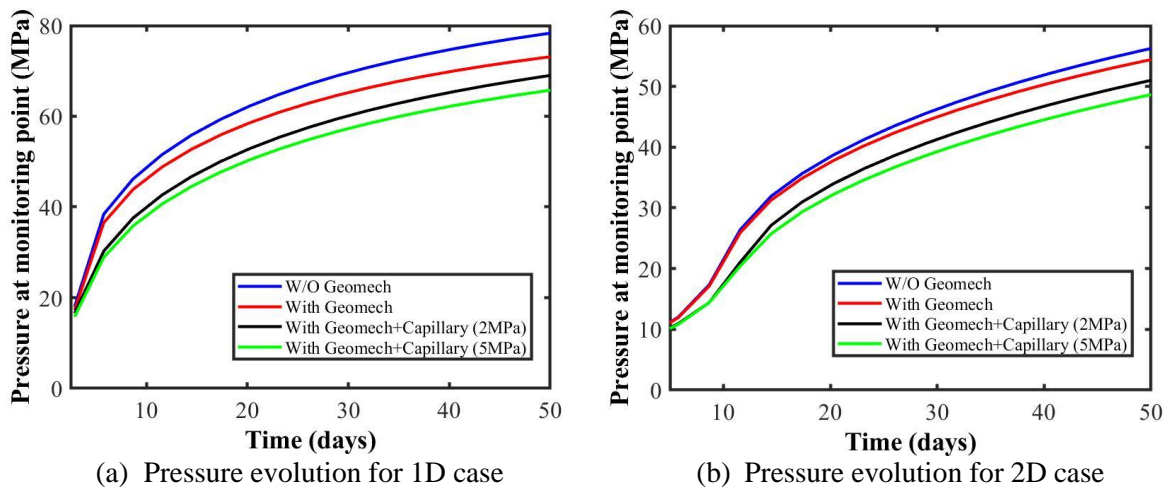 Pressure at monitoring point (MPa)
80
60
40
20
0
W/O Geomech
With Geomech
With Geomech+Capillary (2MPa)
With Geomech+Capillary (5MPa)
10 20 30 40 50
Time (days)
(a) Pressure evolution for 1D case
Pressure at monitoring point (MPa)
60
50
40
30
20
10
0
W/O Geomech
With Geomech
With Geomech+Capillary (2MPa)
With Geomech+Capillary (5MPa)
10 20 30 40 50
Time (days)
(b) Pressure evolution for 2D case